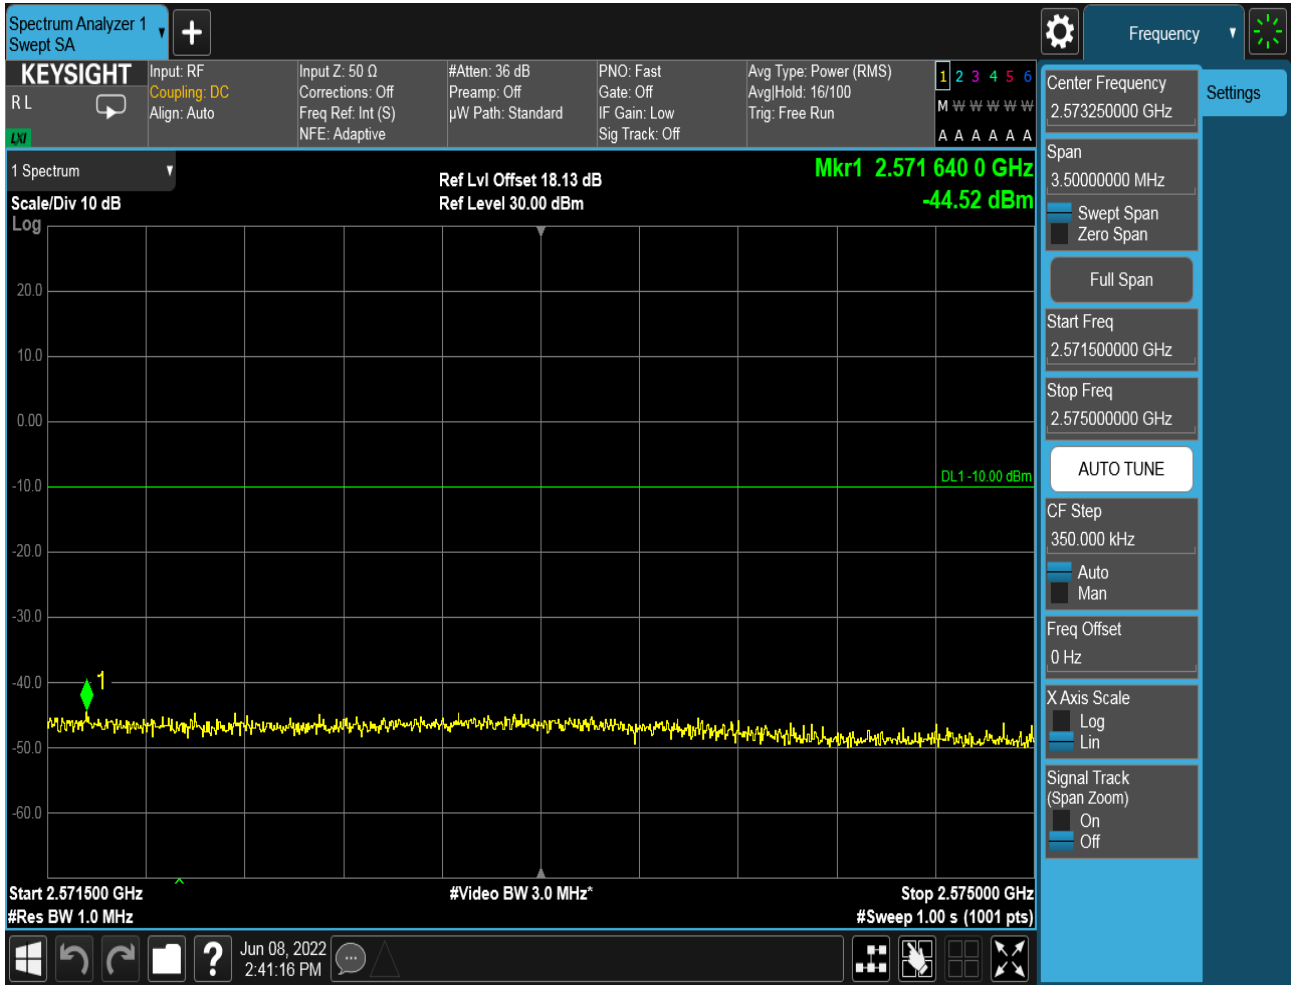 Spectrum Analyzer 1
Swept SA
Frequency
KEYSIGHT
R L
LXI
Input: RF
Coupling: DC
Align: Auto
Input Z: 50 Ω
Corrections: Off
Freq Ref: Int (S)
NFE: Adaptive
#Atten: 36 dB
Preamp: Off
µW Path: Standard
PNO: Fast
Gate: Off
IF Gain: Low
Sig Track: Off
Avg Type: Power (RMS)
Avg|Hold: 16/100
Trig: Free Run
1 2 3 4 5 6
M W W W W W
A A A A A A
1 Spectrum
Scale/Div 10 dB
Log
Ref Lvl Offset 18.13 dB
Ref Level 30.00 dBm
Mkr1 2.571 640 0 GHz
-44.52 dBm
20.0
10.0
0.00
-10.0
-20.0
-30.0
-40.0
-50.0
-60.0
DL1 -10.00 dBm
1
Start 2.571500 GHz
#Res BW 1.0 MHz
#Video BW 3.0 MHz*
Stop 2.575000 GHz
#Sweep 1.00 s (1001 pts)
Center Frequency
2.573250000 GHz
Settings
Span
3.50000000 MHz
Swept Span
Zero Span
Full Span
Start Freq
2.571500000 GHz
Stop Freq
2.575000000 GHz
AUTO TUNE
CF Step
350.000 kHz
Auto
Man
Freq Offset
0 Hz
X Axis Scale
Log
Lin
Signal Track
(Span Zoom)
On
Off
?
Jun 08, 2022
2:41:16 PM